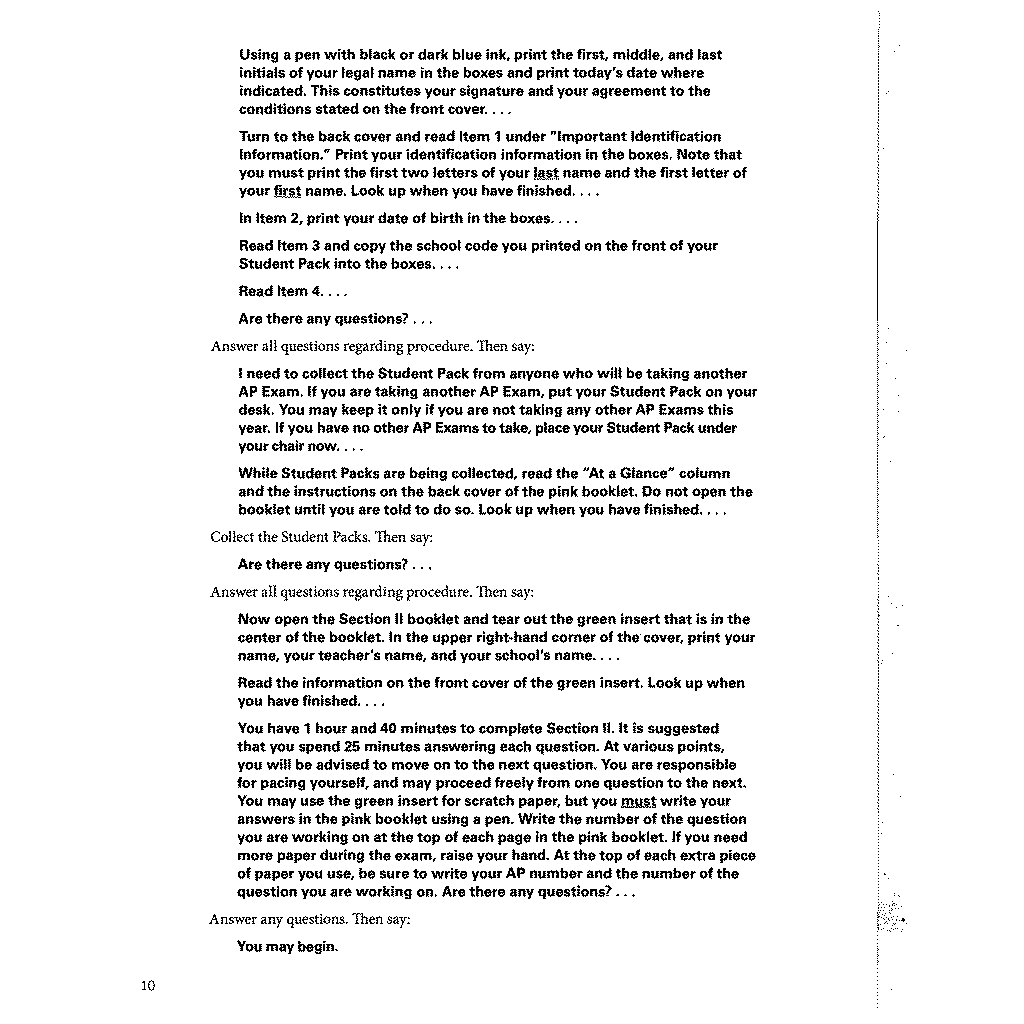 Using a pen with black or dark blue ink, print the first, middle, and last
initials of your legal name in the boxes and print today's date where
indicated. This constitutes your signature and your agreement to the
conditions stated on the front cover. . . .
Turn to the back cover and read Item 1 under "Important Identification
Information." Print your identification information in the boxes. Note that
you must print the first two letters of your last name and the first letter of
your first name. Look up when you have finished. . . .
In Item 2, print your date of birth in the boxes. . . .
Read Item 3 and copy the school code you printed on the front of your
Student Pack into the boxes. . . .
Read Item 4. . . .
Are there any questions? . . .
Answer all questions regarding procedure. Then say:
I need to collect the Student Pack from anyone who will be taking another
AP Exam. If you are taking another AP Exam, put your Student Pack on your
desk. You may keep it only if you are not taking any other AP Exams this
year. If you have no other AP Exams to take, place your Student Pack under
your chair now. . . .
While Student Packs are being collected, read the "At a Glance" column
and the instructions on the back cover of the pink booklet. Do not open the
booklet until you are told to do so. Look up when you have finished. . . .
Collect the Student Packs. Then say:
Are there any questions? . . .
Answer all questions regarding procedure. Then say:
Now open the Section II booklet and tear out the green insert that is in the
center of the booklet. In the upper right-hand corner of the cover, print your
name, your teacher's name, and your school's name. . . .
Read the information on the front cover of the green insert. Look up when
you have finished. . . .
You have 1 hour and 40 minutes to complete Section II. It is suggested
that you spend 25 minutes answering each question. At various points,
you will be advised to move on to the next question. You are responsible
for pacing yourself, and may proceed freely from one question to the next.
You may use the green insert for scratch paper, but you must write your
answers in the pink booklet using a pen. Write the number of the question
you are working on at the top of each page in the pink booklet. If you need
more paper during the exam, raise your hand. At the top of each extra piece
of paper you use, be sure to write your AP number and the number of the
question you are working on. Are there any questions? . . .
Answer any questions. Then say:
You may begin.
10